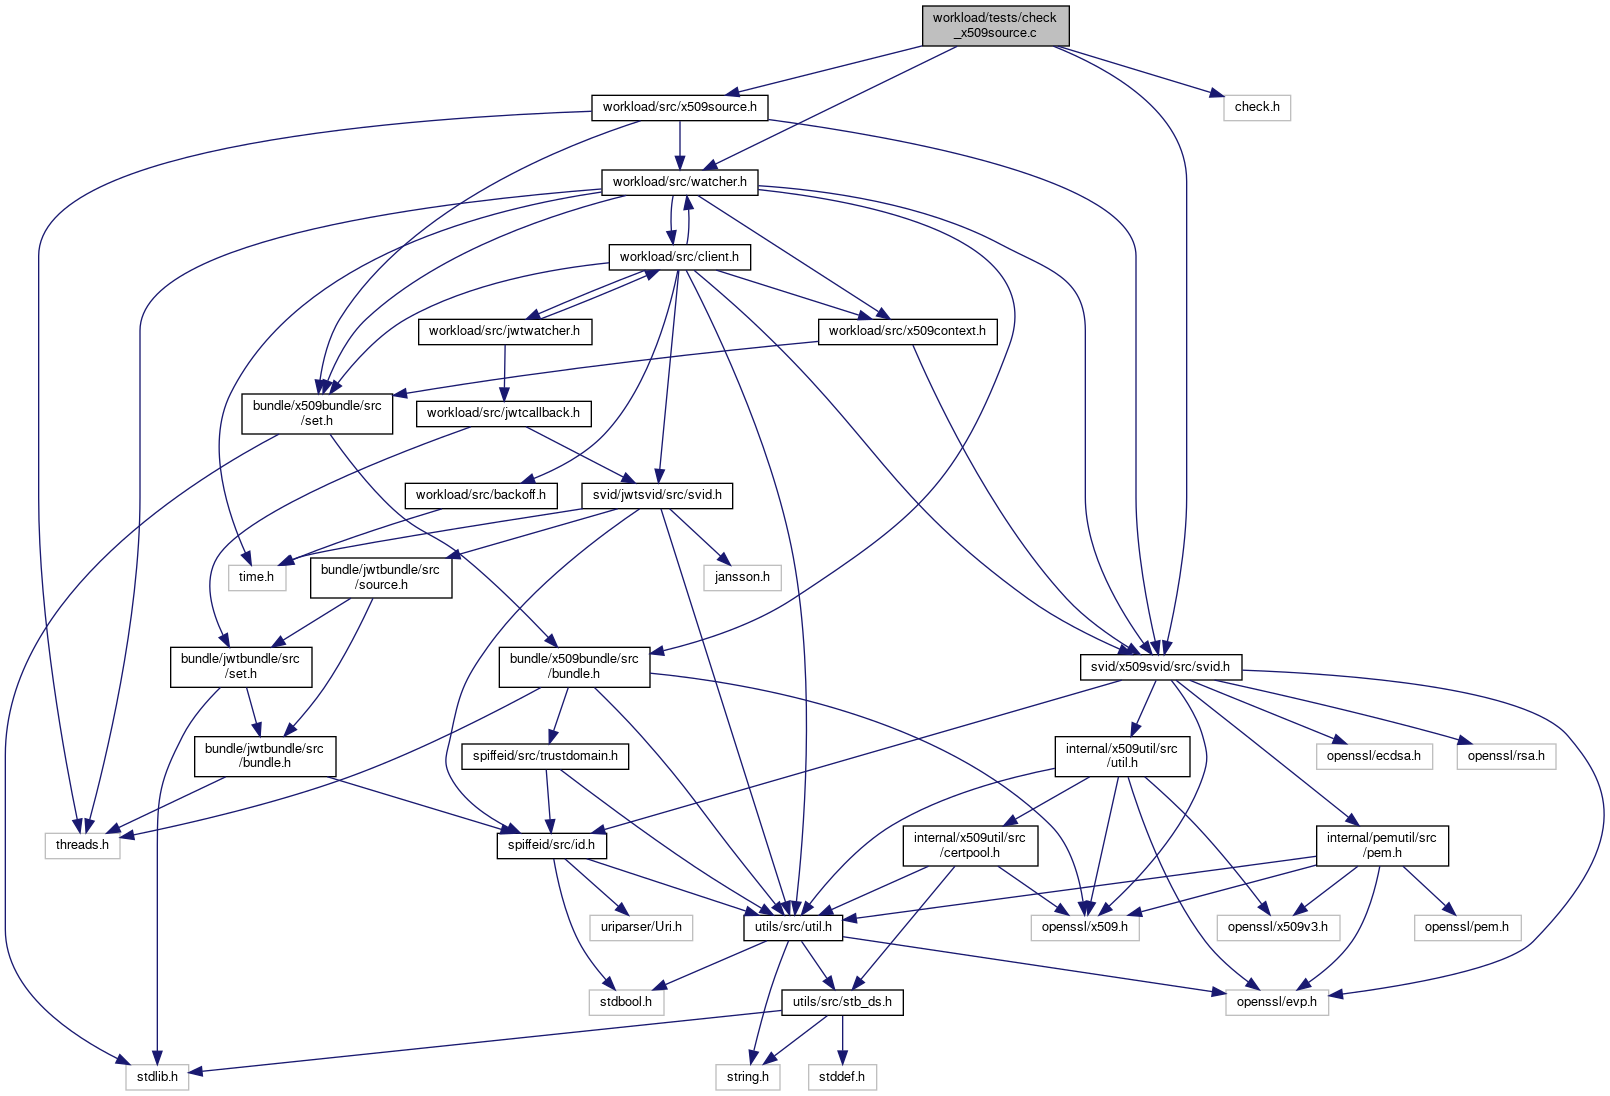 workload/tests/check
_x509source.c
workload/src/x509source.h
check.h
workload/src/watcher.h
workload/src/client.h
workload/src/jwtwatcher.h
workload/src/x509context.h
bundle/x509bundle/src
/set.h
workload/src/jwtcallback.h
workload/src/backoff.h
svid/jwtsvid/src/svid.h
time.h
bundle/jwtbundle/src
/source.h
jansson.h
bundle/jwtbundle/src
/set.h
bundle/x509bundle/src
/bundle.h
svid/x509svid/src/svid.h
bundle/jwtbundle/src
/bundle.h
spiffeid/src/trustdomain.h
internal/x509util/src
/util.h
openssl/ecdsa.h
openssl/rsa.h
threads.h
spiffeid/src/id.h
internal/x509util/src
/certpool.h
internal/pemutil/src
/pem.h
uriparser/Uri.h
utils/src/util.h
openssl/x509.h
openssl/x509v3.h
openssl/pem.h
stdbool.h
utils/src/stb_ds.h
openssl/evp.h
stdlib.h
string.h
stddef.h